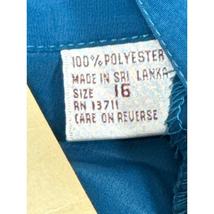 100% POLYESTER
MADE IN SRI LANKA
SIZE 16
RN 13711
CARE ON REVERSE